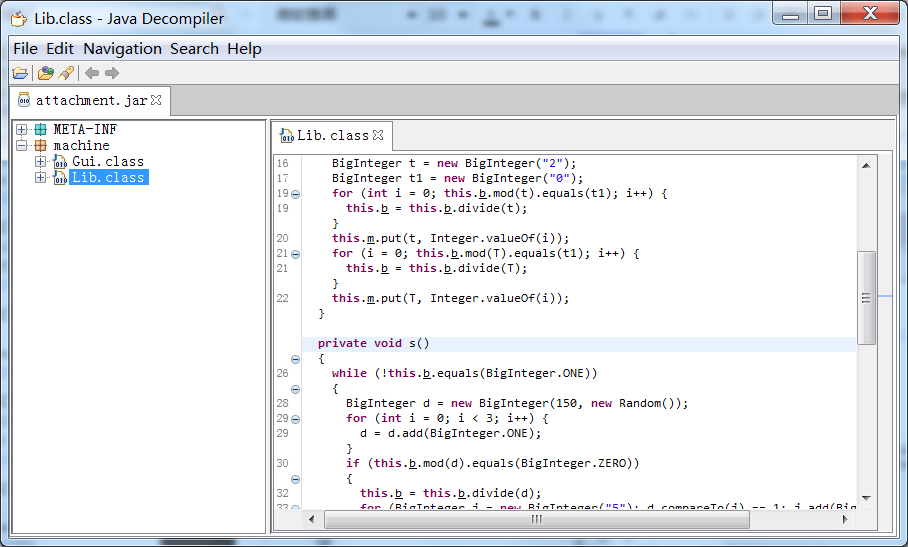 Lib.class - Java Decompiler
File Edit Navigation Search Help
attachment.jar
META-INF
machine
Gui.class
Lib.class
Lib.class
16 BigInteger t = new BigInteger("2");
17 BigInteger t1 = new BigInteger("0");
19 for (int i = 0; this.b.mod(t).equals(t1); i++) {
19 this.b = this.b.divide(t);
}
20 this.m.put(t, Integer.valueOf(i));
21 for (i = 0; this.b.mod(T).equals(t1); i++) {
21 this.b = this.b.divide(T);
}
22 this.m.put(T, Integer.valueOf(i));
}
private void s()
{
26 while (!this.b.equals(BigInteger.ONE))
{
28 BigInteger d = new BigInteger(150, new Random());
29 for (int i = 0; i < 3; i++) {
29 d = d.add(BigInteger.ONE);
}
30 if (this.b.mod(d).equals(BigInteger.ZERO))
{
32 this.b = this.b.divide(d);
33 for (BigInteger i = new BigInteger("5"); d.compareTo(i) == 1; i.add(Big